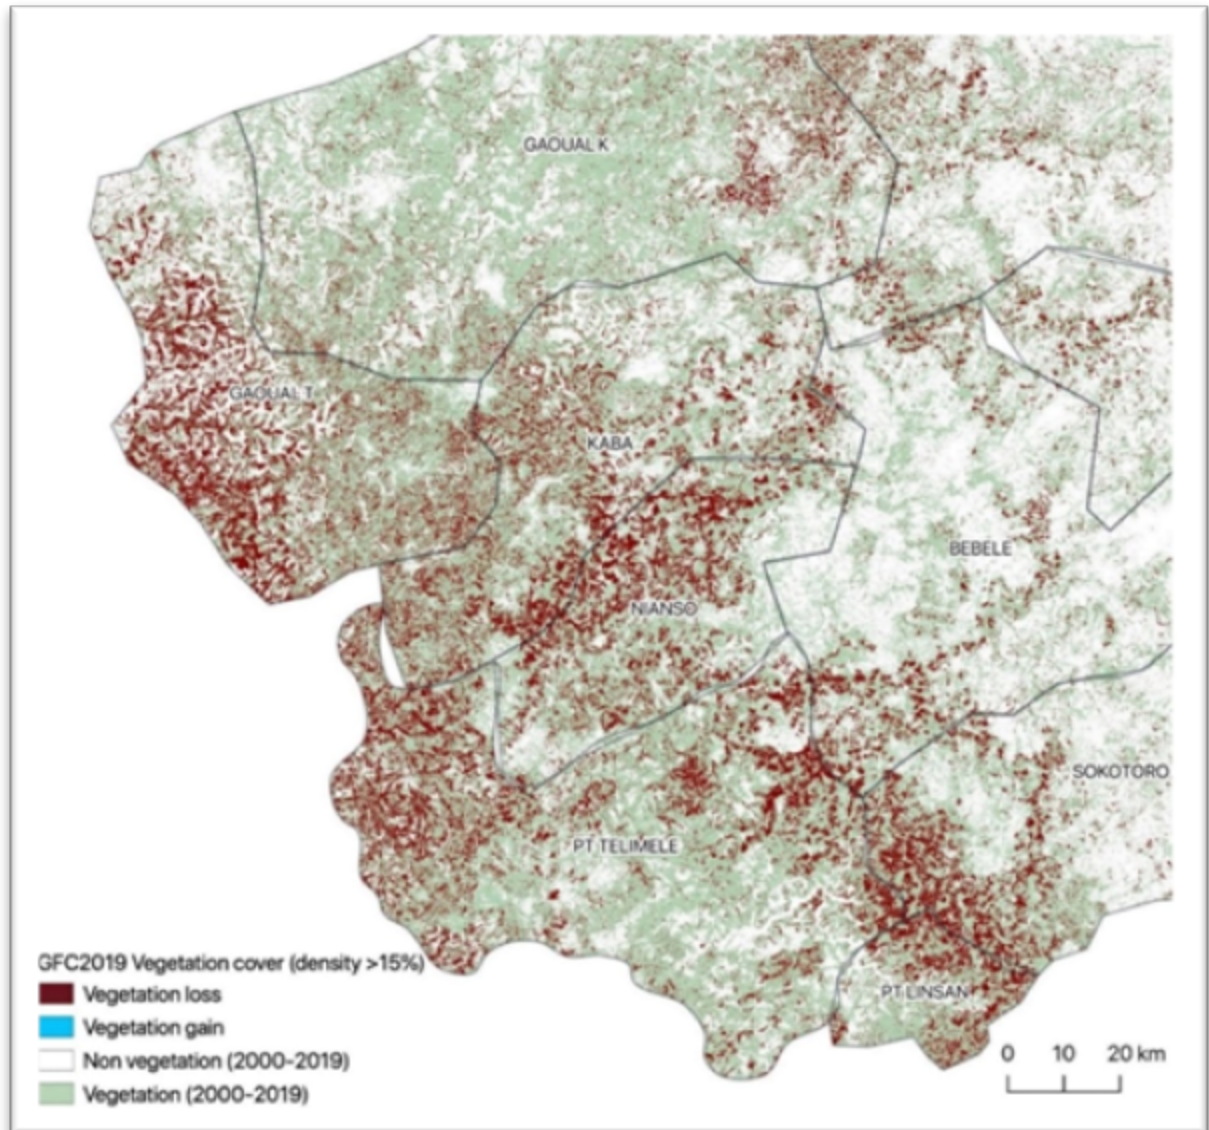 GAOUAL K
GAOUAL T
KABA
BEBELE
NIANSO
SOKOTORO
PT TELIMELE
PT LINSAN
GFC2019 Vegetation cover (density >15%)
Vegetation loss
Vegetation gain
Non vegetation (2000-2019)
Vegetation (2000-2019)
0 10 20 km